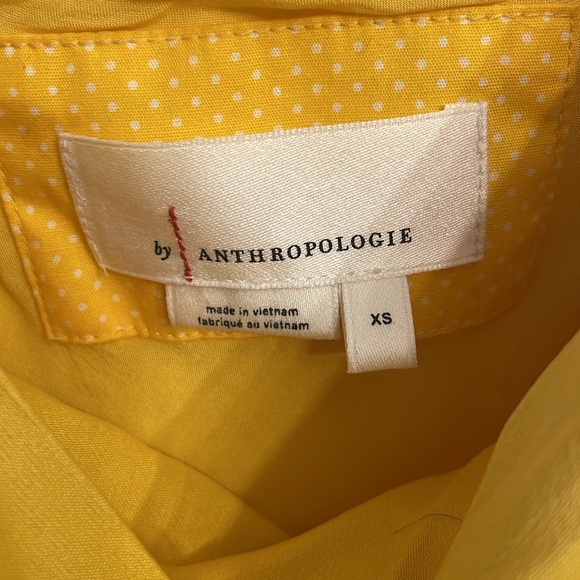 by ANTHROPOLOGIE
made in vietnam
fabriqué au vietnam
XS